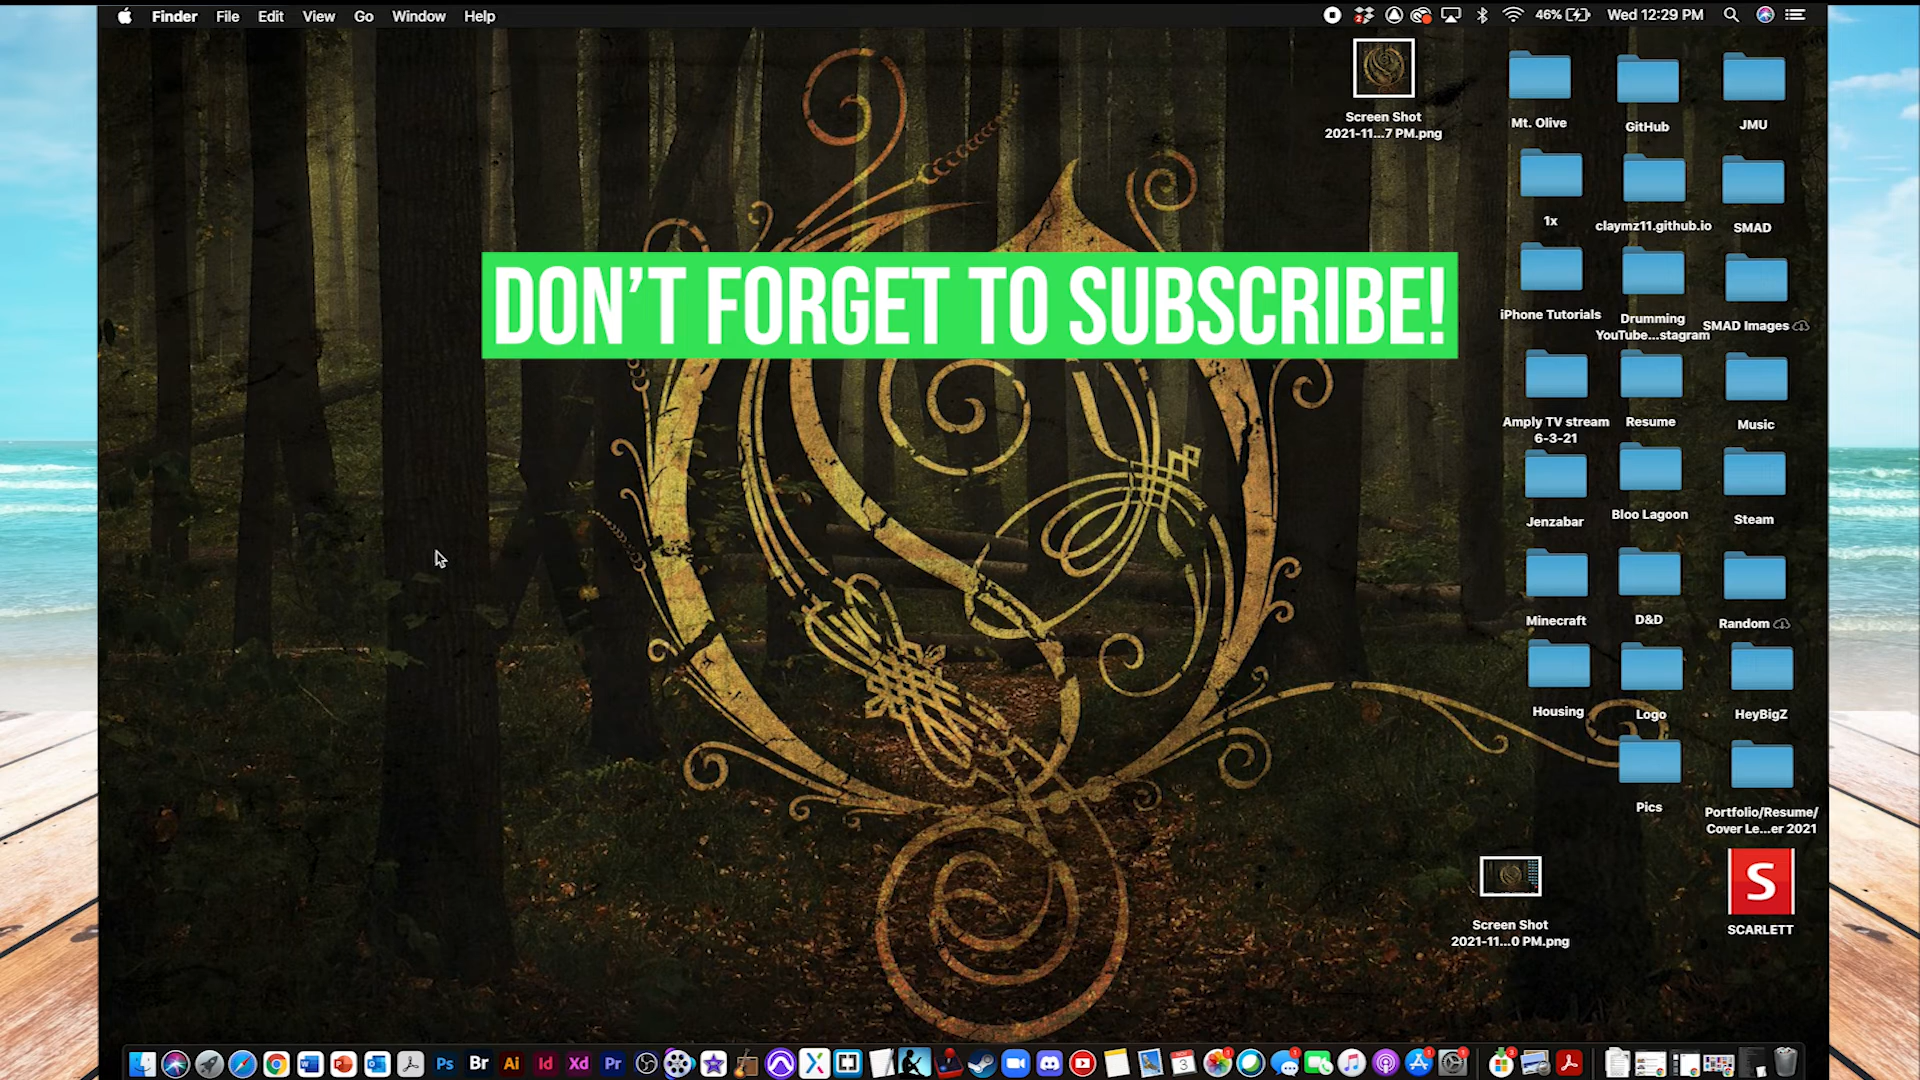 Finder File Edit View Go Window Help
46% Wed 12:29 PM
Screen Shot
2021-11...7 PM.png
Mt. Olive
GitHub
JMU
1x
claymz11.github.io
SMAD
iPhone Tutorials
Drumming
YouTube...stagram
SMAD Images
DON'T FORGET TO SUBSCRIBE!
Amply TV stream
6-3-21
Resume
Music
Jenzabar
Bloo Lagoon
Steam
Minecraft
D&D
Random
Housing
Logo
HeyBigZ
Pics
Portfolio/Resume/
Cover Le...er 2021
Screen Shot
2021-11...0 PM.png
S
SCARLETT
Ps Br Ai Id Xd Pr